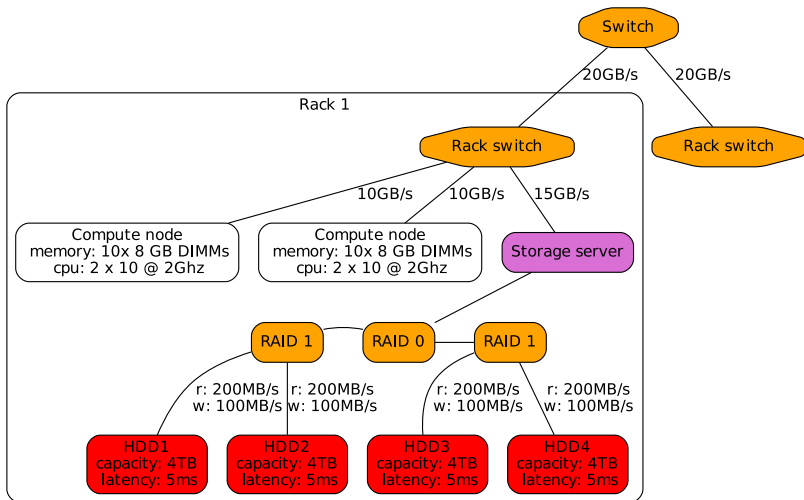 Switch
20GB/s
20GB/s
Rack 1
Rack switch
Rack switch
10GB/s
10GB/s
15GB/s
Compute node
memory: 10x 8 GB DIMMs
cpu: 2 x 10 @ 2Ghz
Compute node
memory: 10x 8 GB DIMMs
cpu: 2 x 10 @ 2Ghz
Storage server
RAID 1
RAID 0
RAID 1
r: 200MB/s
w: 100MB/s
r: 200MB/s
w: 100MB/s
r: 200MB/s
w: 100MB/s
r: 200MB/s
w: 100MB/s
HDD1
capacity: 4TB
latency: 5ms
HDD2
capacity: 4TB
latency: 5ms
HDD3
capacity: 4TB
latency: 5ms
HDD4
capacity: 4TB
latency: 5ms